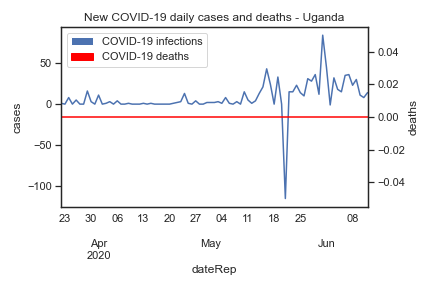 New COVID-19 daily cases and deaths - Uganda
COVID-19 infections
COVID-19 deaths
50
0
−50
−100
cases
0.04
0.02
0.00
−0.02
−0.04
deaths
23 30 06 13 20 27 04 11 18 25 08
Apr May Jun
2020
dateRep